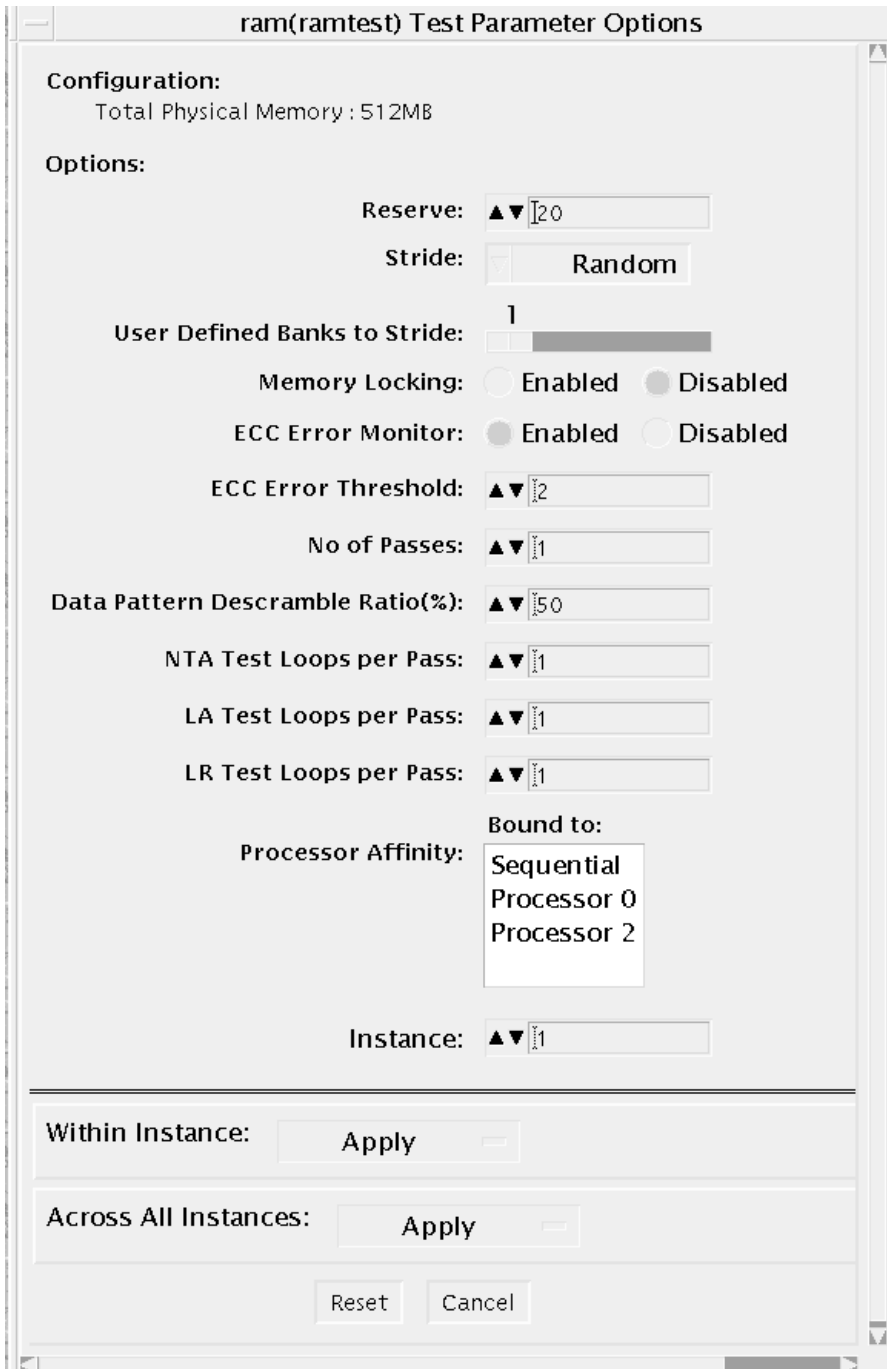 ram(ramtest) Test Parameter Options
Configuration:
Total Physical Memory : 512MB
Options:
Reserve: 20
Stride: Random
1
User Defined Banks to Stride:
Memory Locking: Enabled Disabled
ECC Error Monitor: Enabled Disabled
ECC Error Threshold: 2
No of Passes: 1
Data Pattern Descramble Ratio(%): 50
NTA Test Loops per Pass: 1
LA Test Loops per Pass: 1
LR Test Loops per Pass: 1
Bound to:
Processor Affinity: Sequential
Processor 0
Processor 2
Instance: 1
Within Instance: Apply
Across All Instances: Apply
Reset Cancel